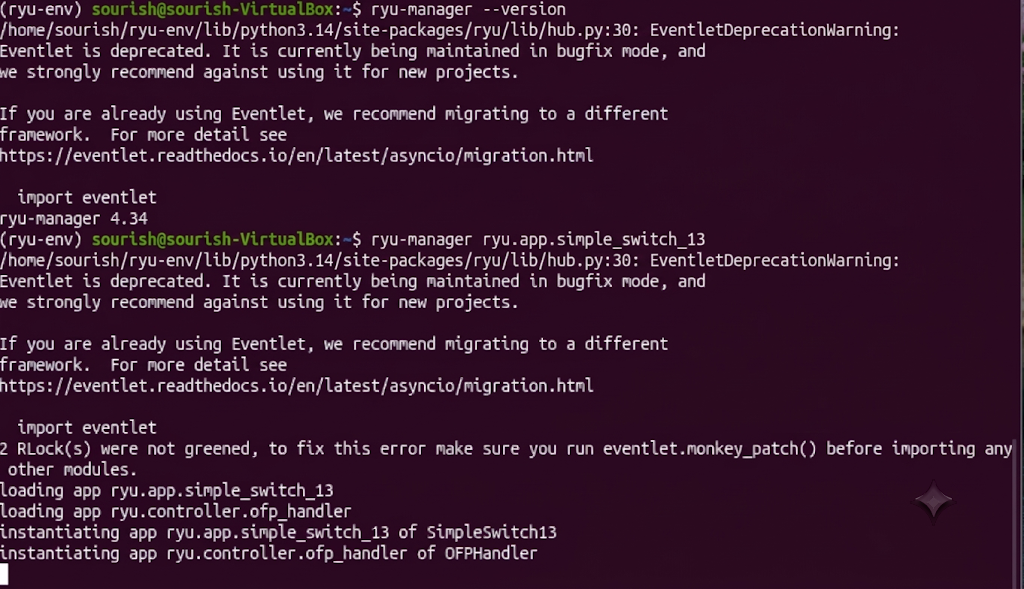 (ryu-env) sourish@sourish-VirtualBox:~$ ryu-manager --version
/home/sourish/ryu-env/lib/python3.14/site-packages/ryu/lib/hub.py:30: EventletDeprecationWarning:
Eventlet is deprecated. It is currently being maintained in bugfix mode, and
we strongly recommend against using it for new projects.
If you are already using Eventlet, we recommend migrating to a different
framework.  For more detail see
https://eventlet.readthedocs.io/en/latest/asyncio/migration.html
  import eventlet
ryu-manager 4.34
(ryu-env) sourish@sourish-VirtualBox:~$ ryu-manager ryu.app.simple_switch_13
/home/sourish/ryu-env/lib/python3.14/site-packages/ryu/lib/hub.py:30: EventletDeprecationWarning:
Eventlet is deprecated. It is currently being maintained in bugfix mode, and
we strongly recommend against using it for new projects.
If you are already using Eventlet, we recommend migrating to a different
framework.  For more detail see
https://eventlet.readthedocs.io/en/latest/asyncio/migration.html
  import eventlet
2 RLock(s) were not greened, to fix this error make sure you run eventlet.monkey_patch() before importing any
 other modules.
loading app ryu.app.simple_switch_13
loading app ryu.controller.ofp_handler
instantiating app ryu.app.simple_switch_13 of SimpleSwitch13
instantiating app ryu.controller.ofp_handler of OFPHandler